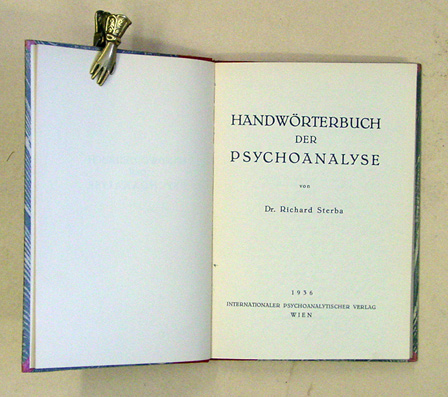 HANDWÖRTERBUCH
DER
PSYCHOANALYSE
von
Dr. Richard Sterba
1936
INTERNATIONALER PSYCHOANALYTISCHER VERLAG
WIEN